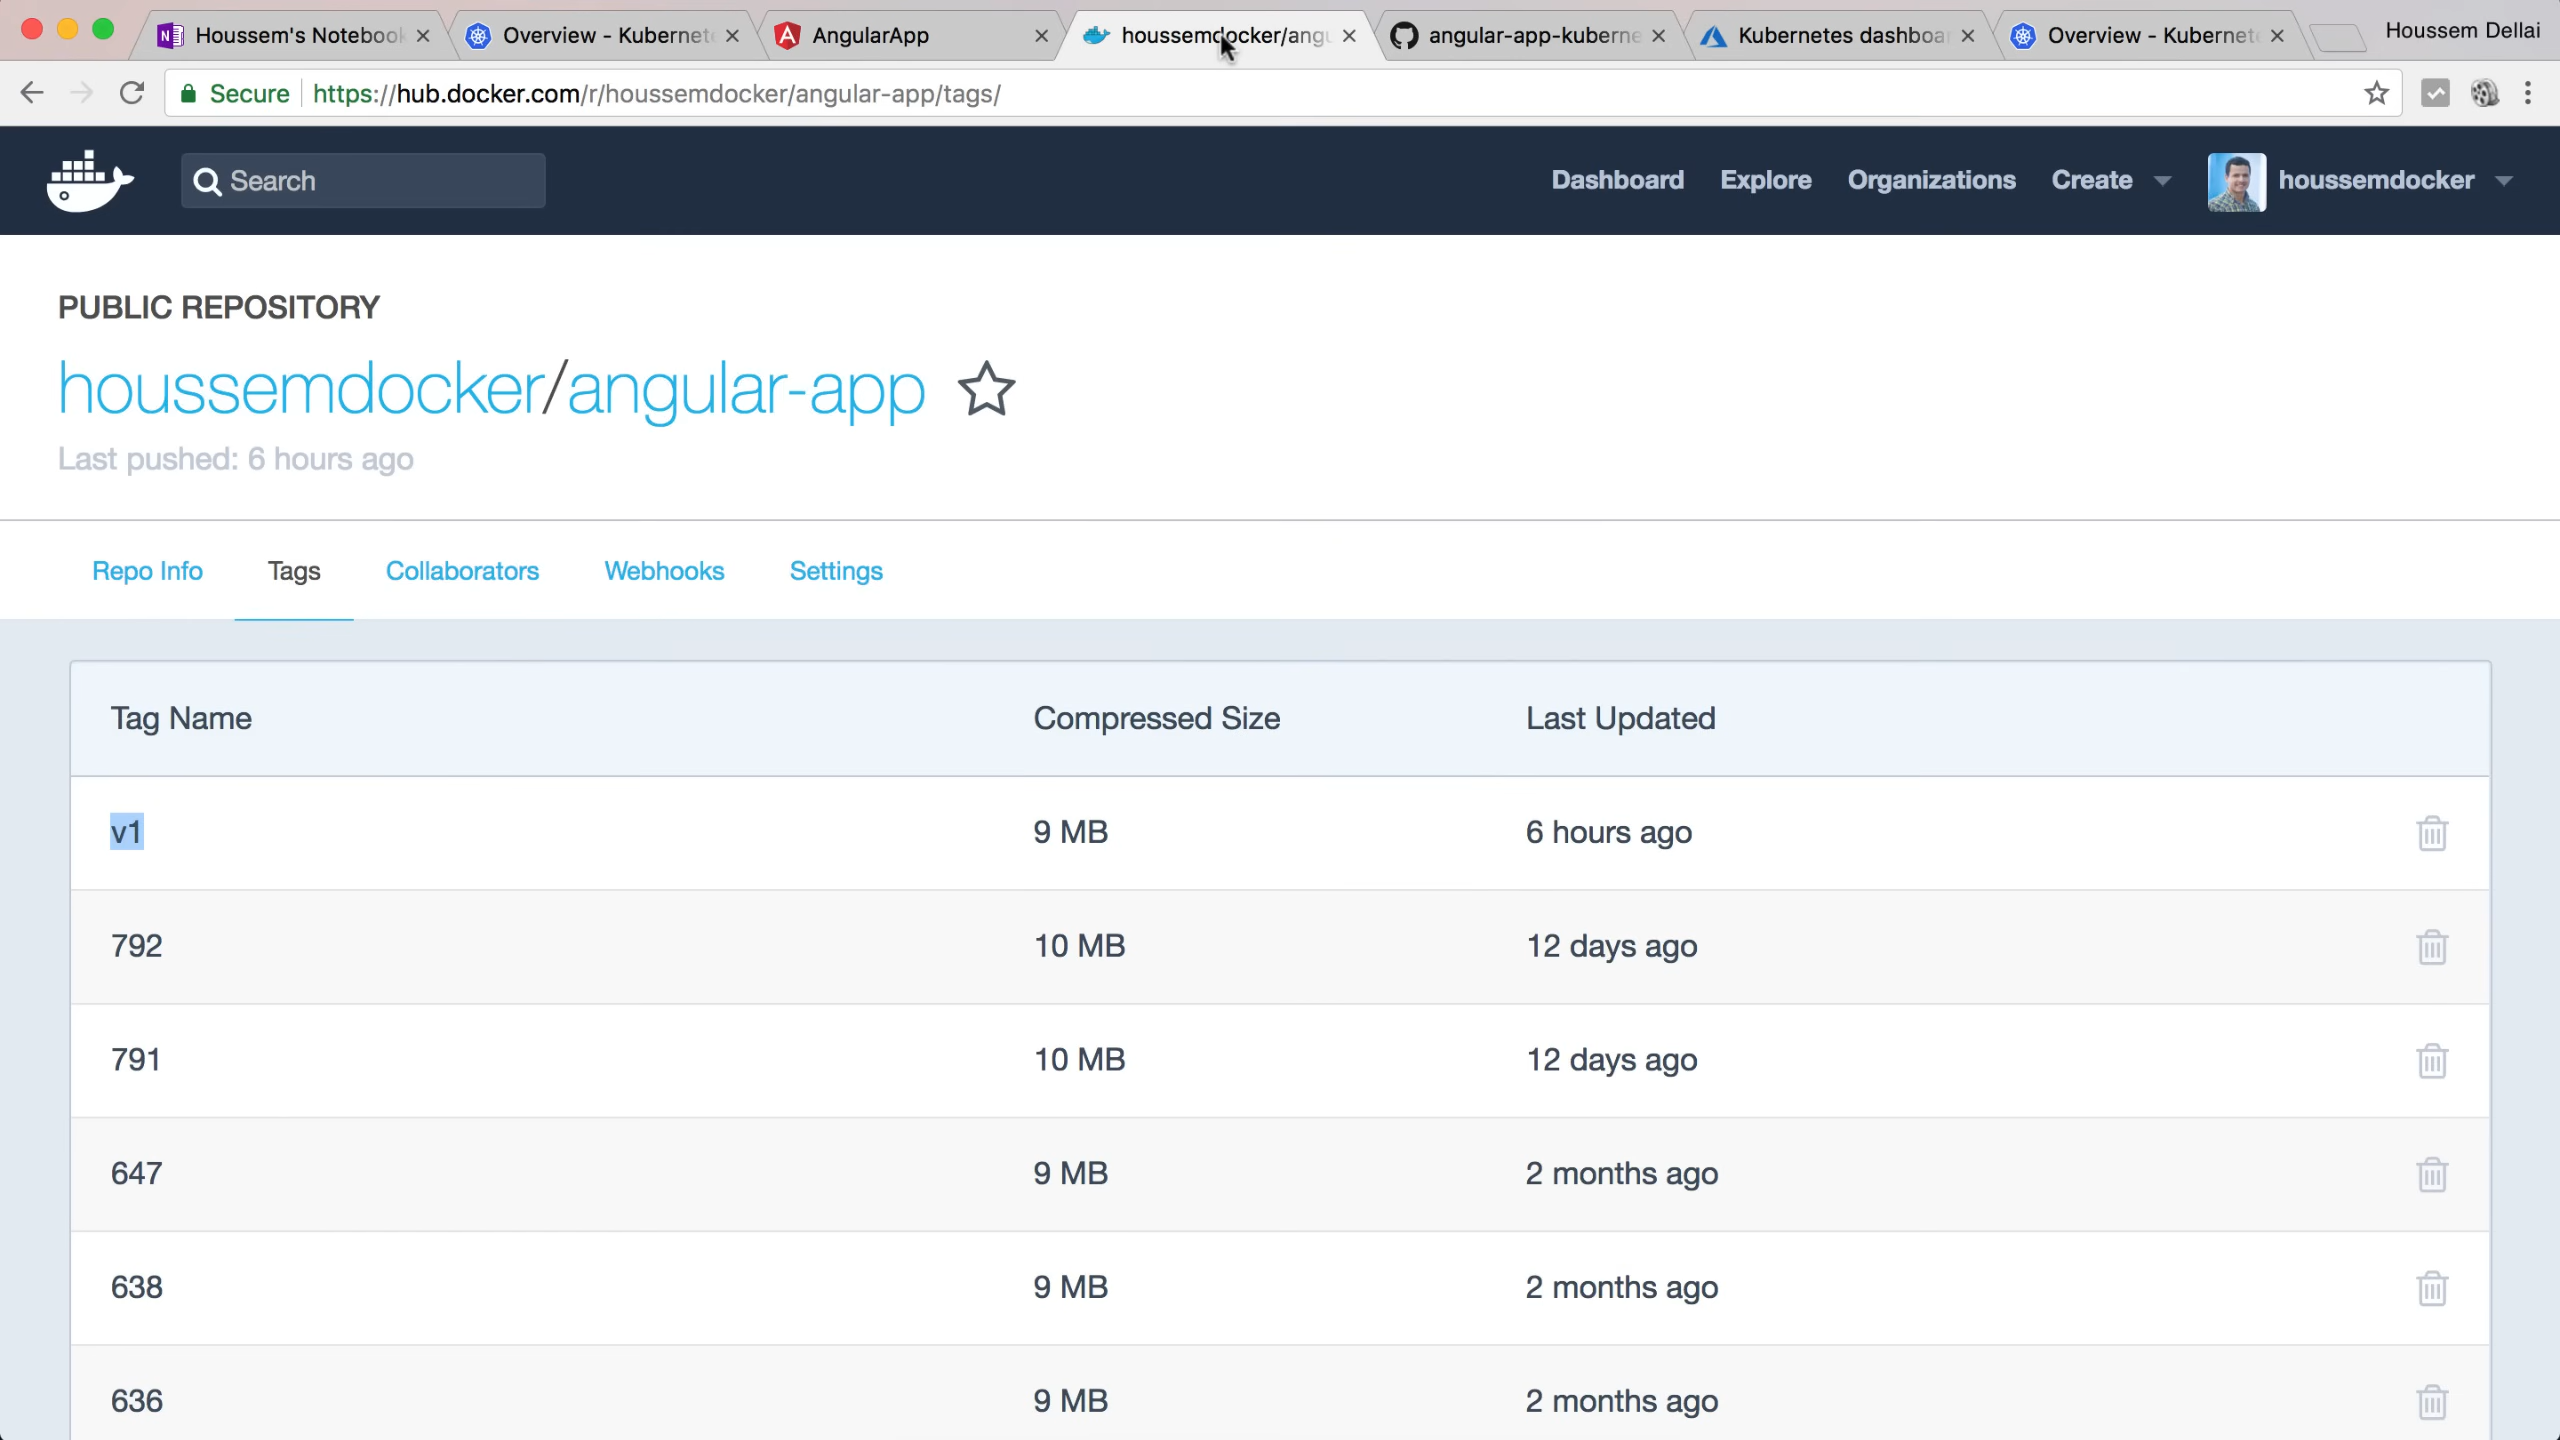 Houssem's Notebook
Overview - Kubernete
AngularApp
houssemdocker/angu
angular-app-kuberne
Kubernetes dashboar
Overview - Kubernete
Houssem Dellai
Secure
https://hub.docker.com/r/houssemdocker/angular-app/tags/
Search
Dashboard
Explore
Organizations
Create
houssemdocker
PUBLIC REPOSITORY
houssemdocker/angular-app
Last pushed: 6 hours ago
Repo Info
Tags
Collaborators
Webhooks
Settings
Tag Name Compressed Size Last Updated
v1 9 MB 6 hours ago
792 10 MB 12 days ago
791 10 MB 12 days ago
647 9 MB 2 months ago
638 9 MB 2 months ago
636 9 MB 2 months ago